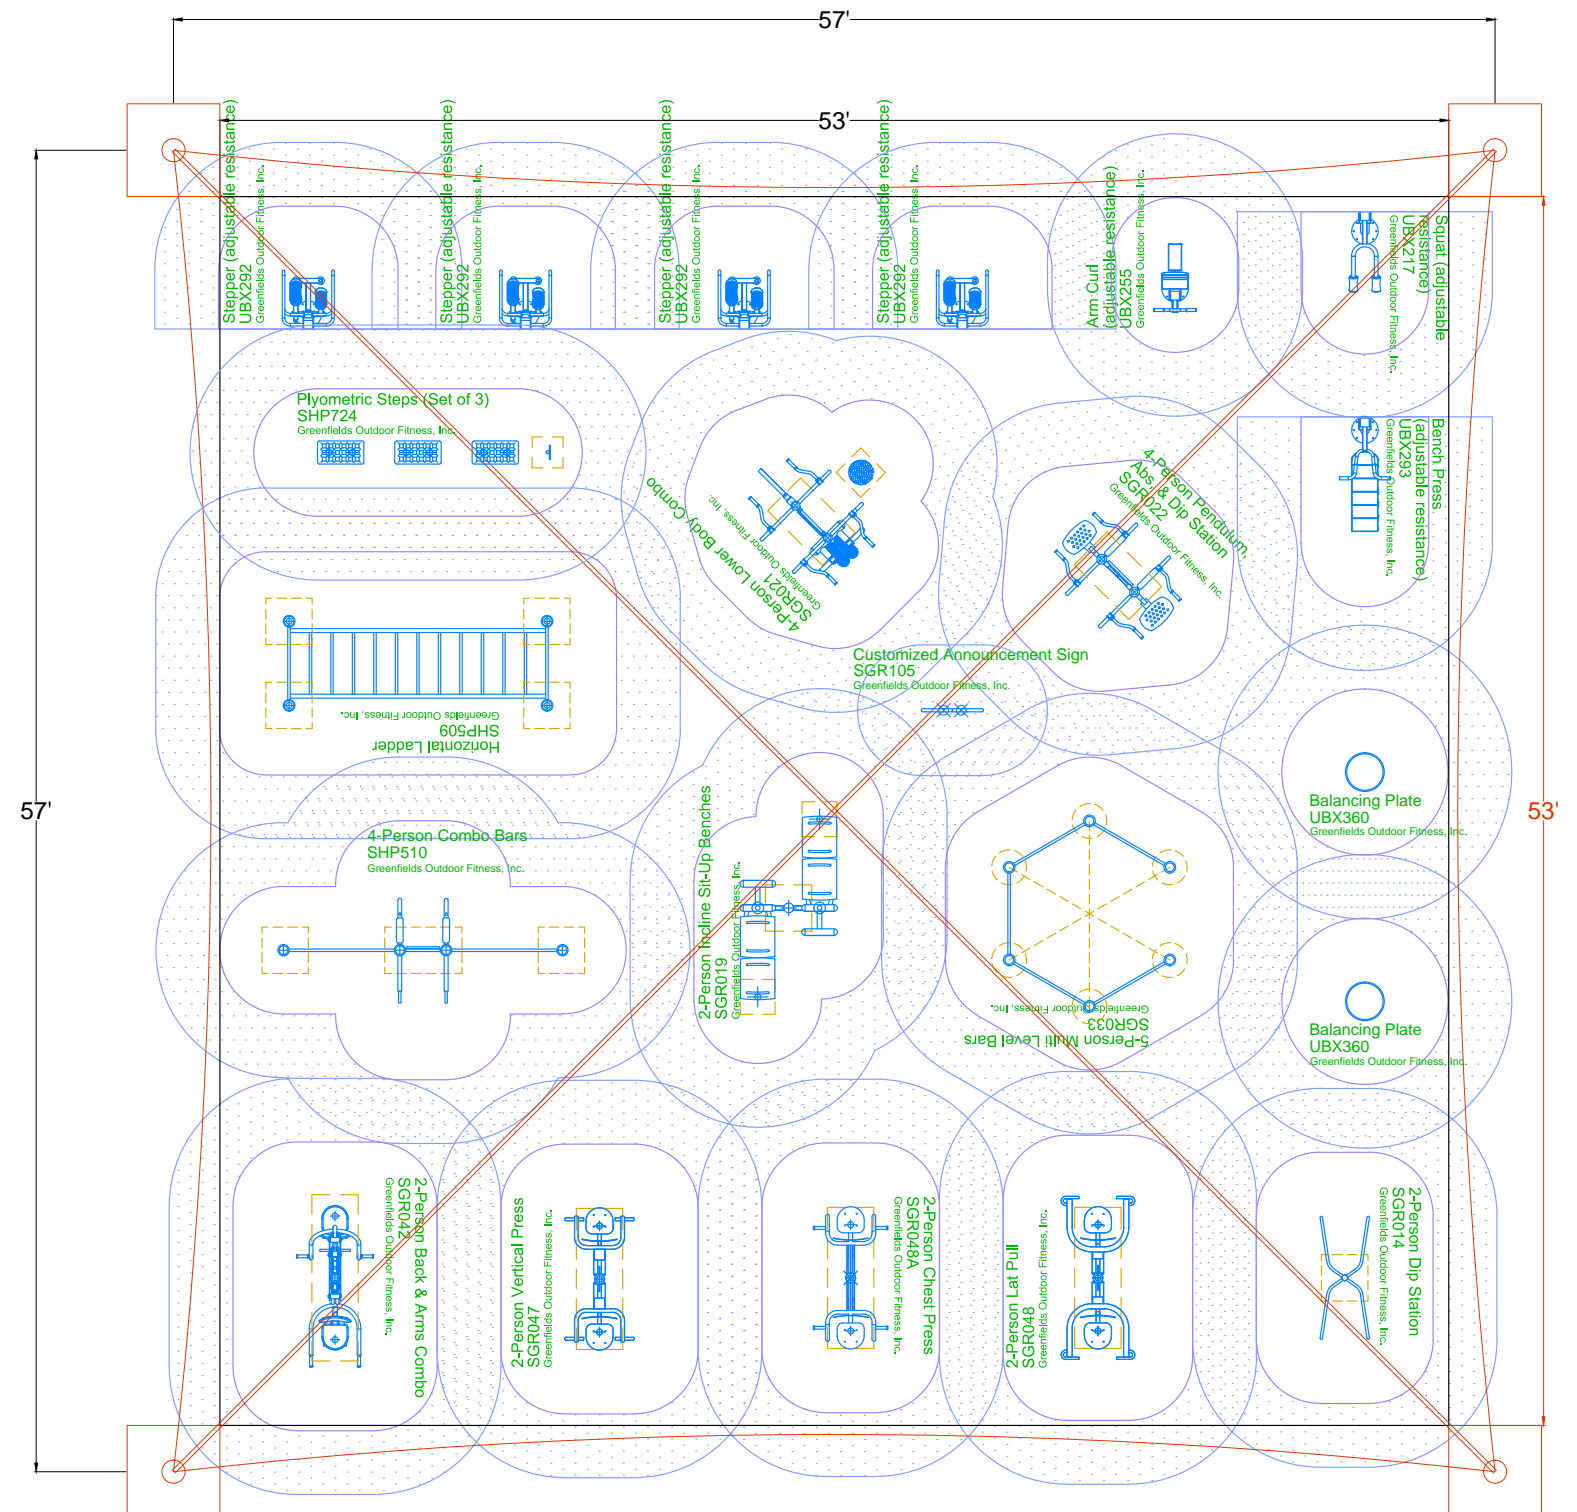 57'
53'
Stepper (adjustable resistance)
UBX292
Greenfields Outdoor Fitness, Inc.
Stepper (adjustable resistance)
UBX292
Greenfields Outdoor Fitness, Inc.
Stepper (adjustable resistance)
UBX292
Greenfields Outdoor Fitness, Inc.
Stepper (adjustable resistance)
UBX292
Greenfields Outdoor Fitness, Inc.
Arm Curl
(adjustable resistance)
UBX255
Greenfields Outdoor Fitness, Inc.
Squat (adjustable
resistance)
UBX217
Greenfields Outdoor Fitness, Inc.
Plyometric Steps (Set of 3)
SHP724
Greenfields Outdoor Fitness, Inc.
4-Person Lower Body Combo
SGR021
Greenfields Outdoor Fitness, Inc.
4-Person Pendulum,
Abs, & Dip Station
SGR022
Greenfields Outdoor Fitness, Inc.
Bench Press
(adjustable resistance)
UBX293
Greenfields Outdoor Fitness, Inc.
Horizontal Ladder
SHP509
Greenfields Outdoor Fitness, Inc.
Customized Announcement Sign
SGR105
Greenfields Outdoor Fitness, Inc.
57'
53'
Balancing Plate
UBX360
Greenfields Outdoor Fitness, Inc.
4-Person Combo Bars
SHP510
Greenfields Outdoor Fitness, Inc.
2-Person Incline Sit-Up Benches
SGR019
Greenfields Outdoor Fitness, Inc.
5-Person Multi Level Bars
SGR033
Greenfields Outdoor Fitness, Inc.
Balancing Plate
UBX360
Greenfields Outdoor Fitness, Inc.
2-Person Back & Arms Combo
SGR042
Greenfields Outdoor Fitness, Inc.
2-Person Vertical Press
SGR047
Greenfields Outdoor Fitness, Inc.
2-Person Chest Press
SGR048A
Greenfields Outdoor Fitness, Inc.
2-Person Lat Pull
SGR048
Greenfields Outdoor Fitness, Inc.
2-Person Dip Station
SGR014
Greenfields Outdoor Fitness, Inc.